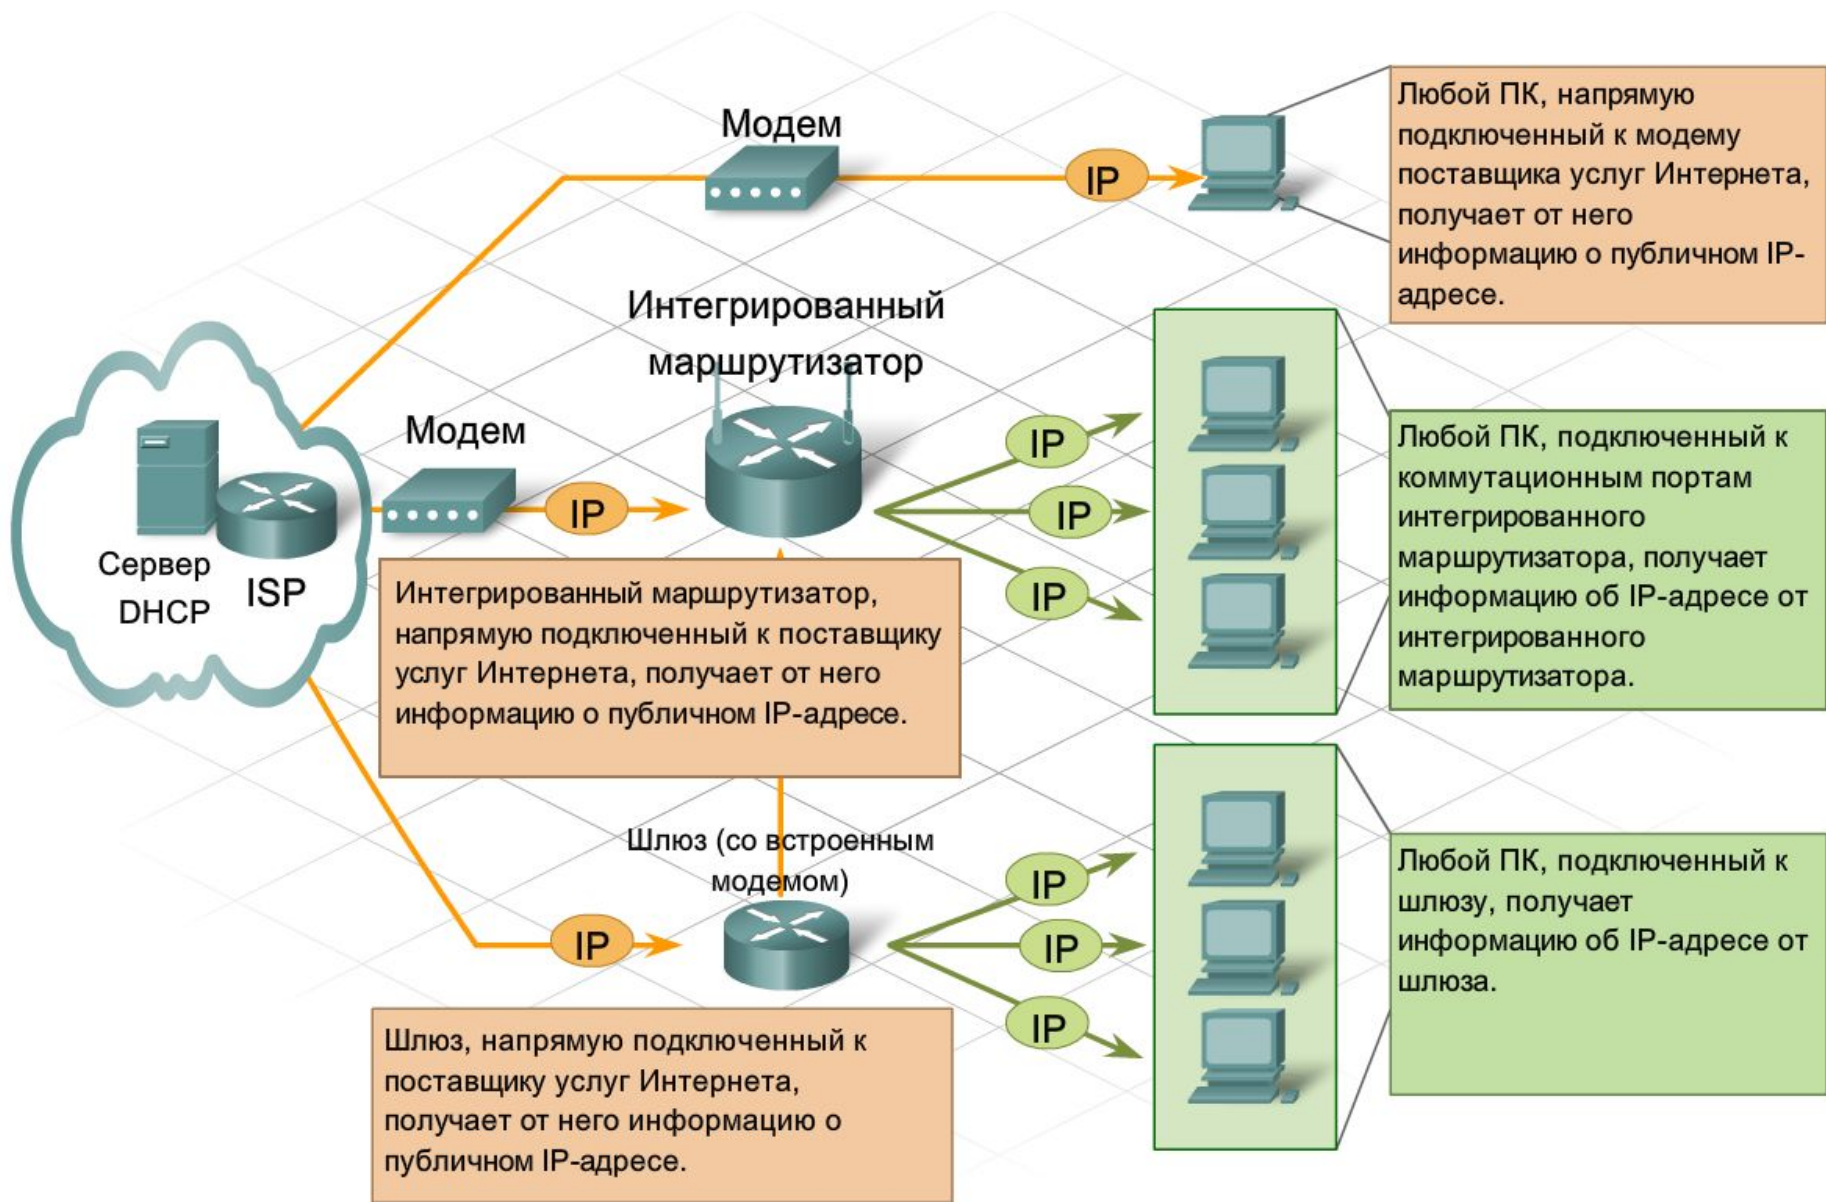 Модем
IP
Любой ПК, напрямую
подключенный к модему
поставщика услуг Интернета,
получает от него
информацию о публичном IP-
адресе.
Интегрированный
маршрутизатор
Модем
IP
Сервер
DHCP
ISP
IP
IP
IP
Любой ПК, подключенный к
коммутационным портам
интегрированного
маршрутизатора, получает
информацию об IP-адресе от
интегрированного
маршрутизатора.
Интегрированный маршрутизатор,
напрямую подключенный к поставщику
услуг Интернета, получает от него
информацию о публичном IP-адресе.
Шлюз (со встроенным
модемом)
IP
IP
IP
IP
Любой ПК, подключенный к
шлюзу, получает
информацию об IP-адресе от
шлюза.
Шлюз, напрямую подключенный к
поставщику услуг Интернета,
получает от него информацию о
публичном IP-адресе.